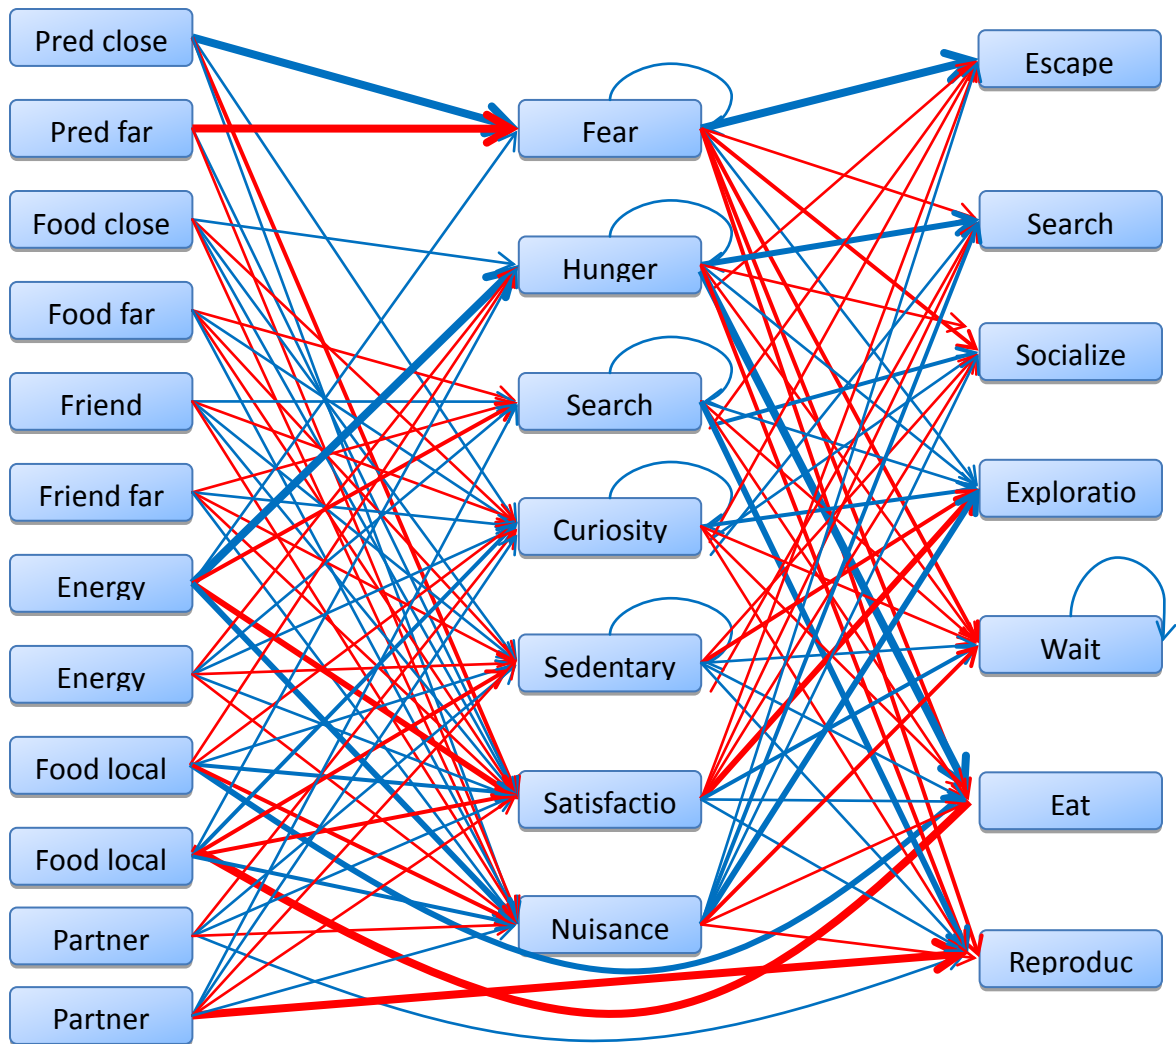 Pred close
Pred far
Food close
Food far
Friend
Friend far
Energy
Energy
Food local
Food local
Partner
Partner
Fear
Hunger
Search
Curiosity
Sedentary
Satisfactio
Nuisance
Escape
Search
Socialize
Exploratio
Wait
Eat
Reproduc